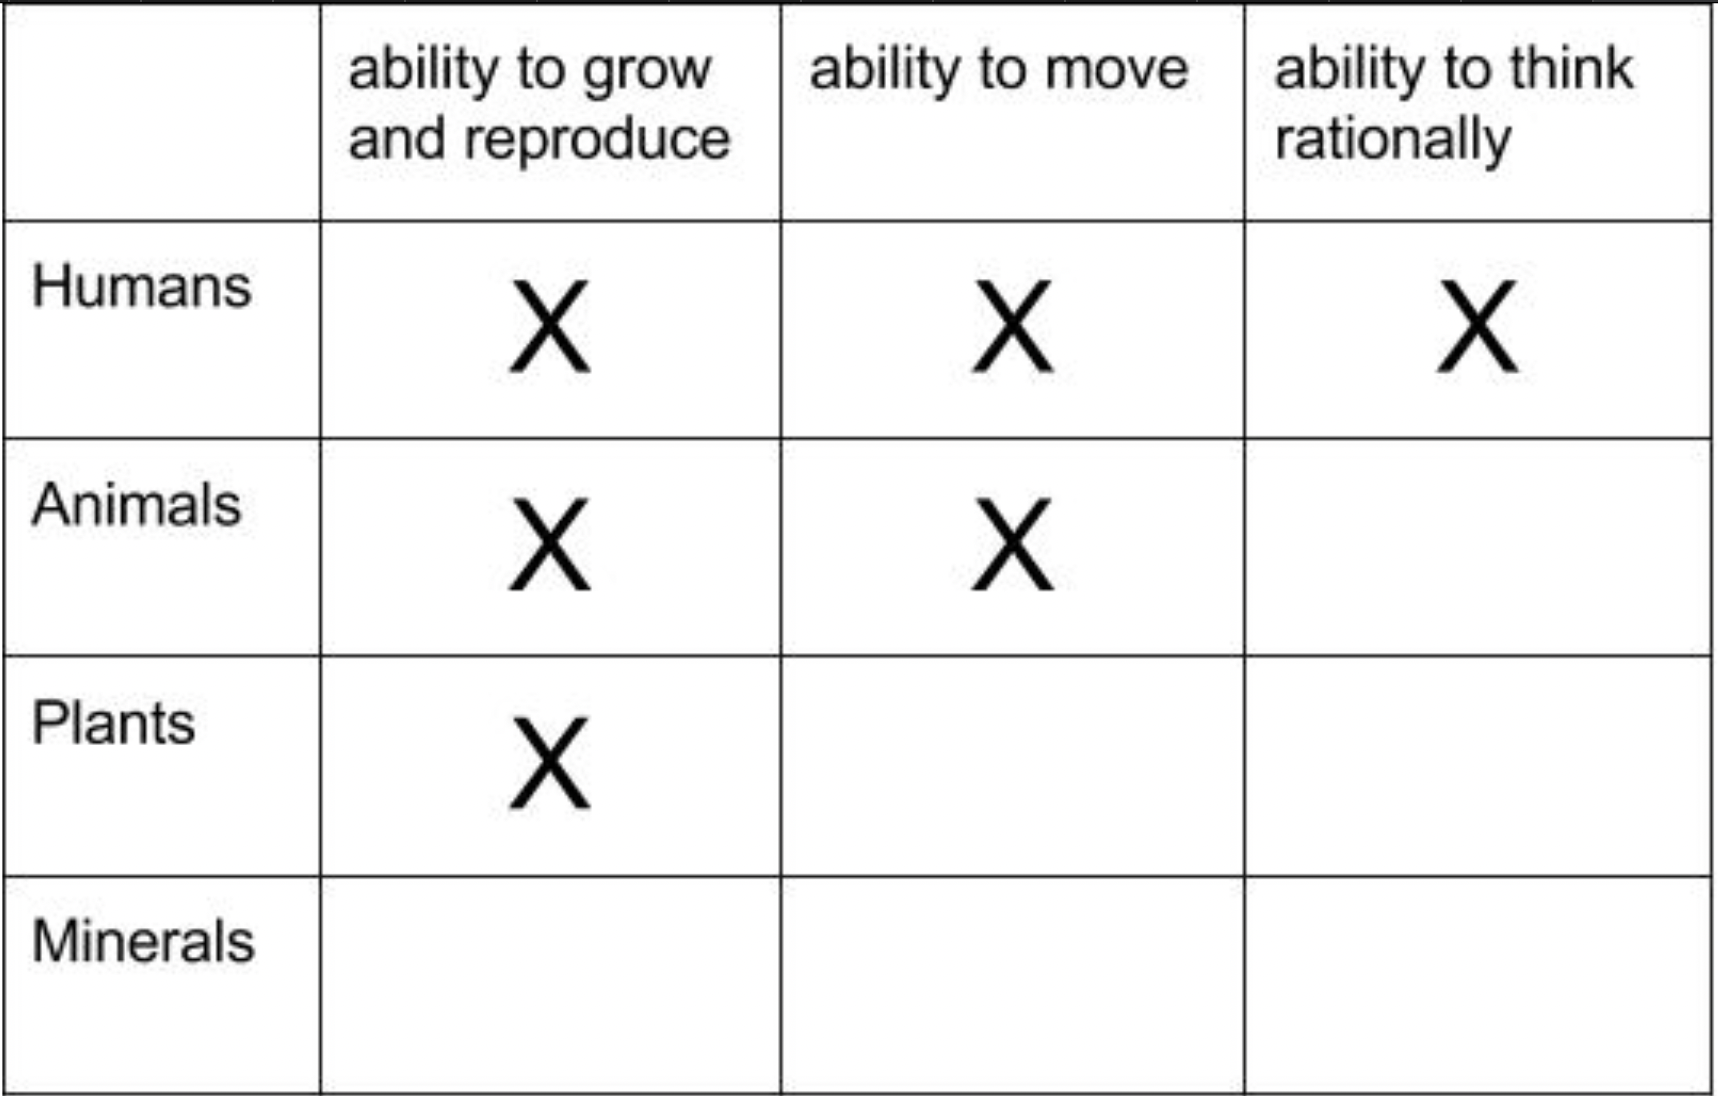 ability to grow
and reproduce
ability to move
ability to think
rationally
Humans
X
X
X
Animals
X
X
Plants
X
Minerals